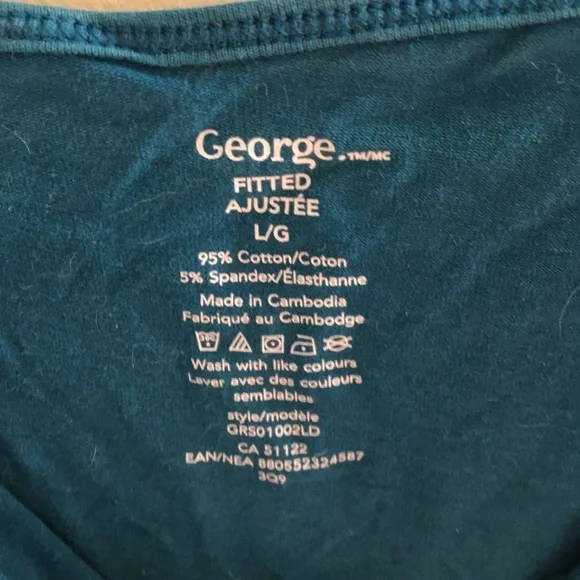 George.TM/MC
FITTED
AJUSTÉE
L/G
95% Cotton/Coton
5% Spandex/Élasthanne
Made in Cambodia
Fabriqué au Cambodge
Wash with like colours
Laver avec des couleurs
semblables
style/modèle
GRS01002LD
CA 51122
EAN/NEA 880552324587
3Q9